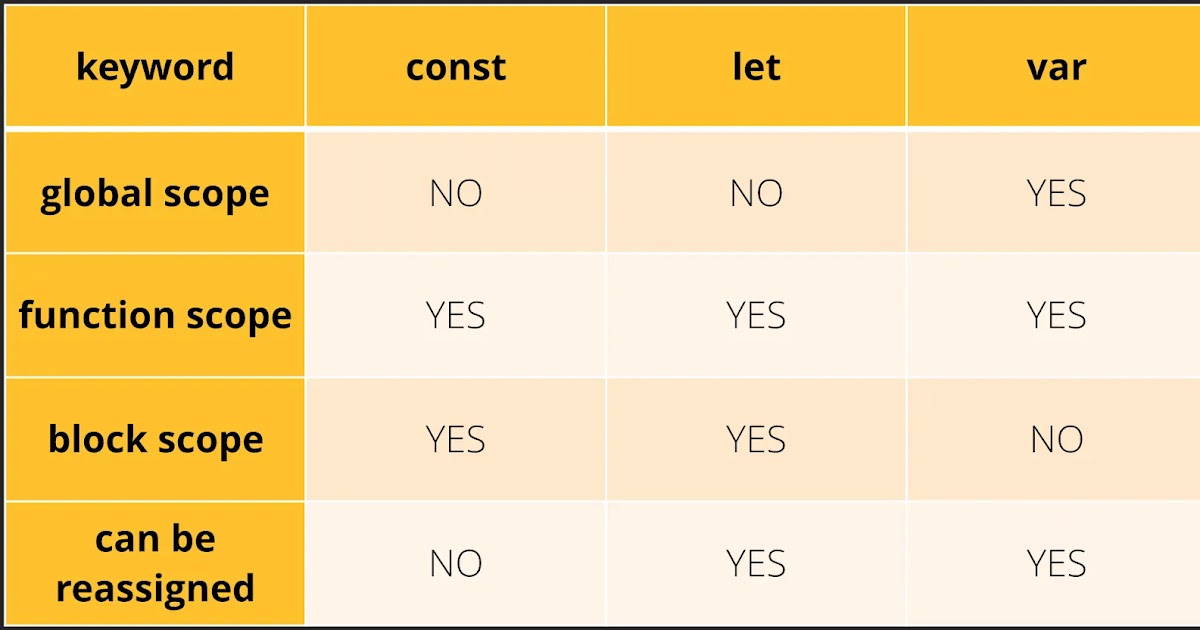 keyword const let var
global scope NO NO YES
function scope YES YES YES
block scope YES YES NO
can be
reassigned NO YES YES